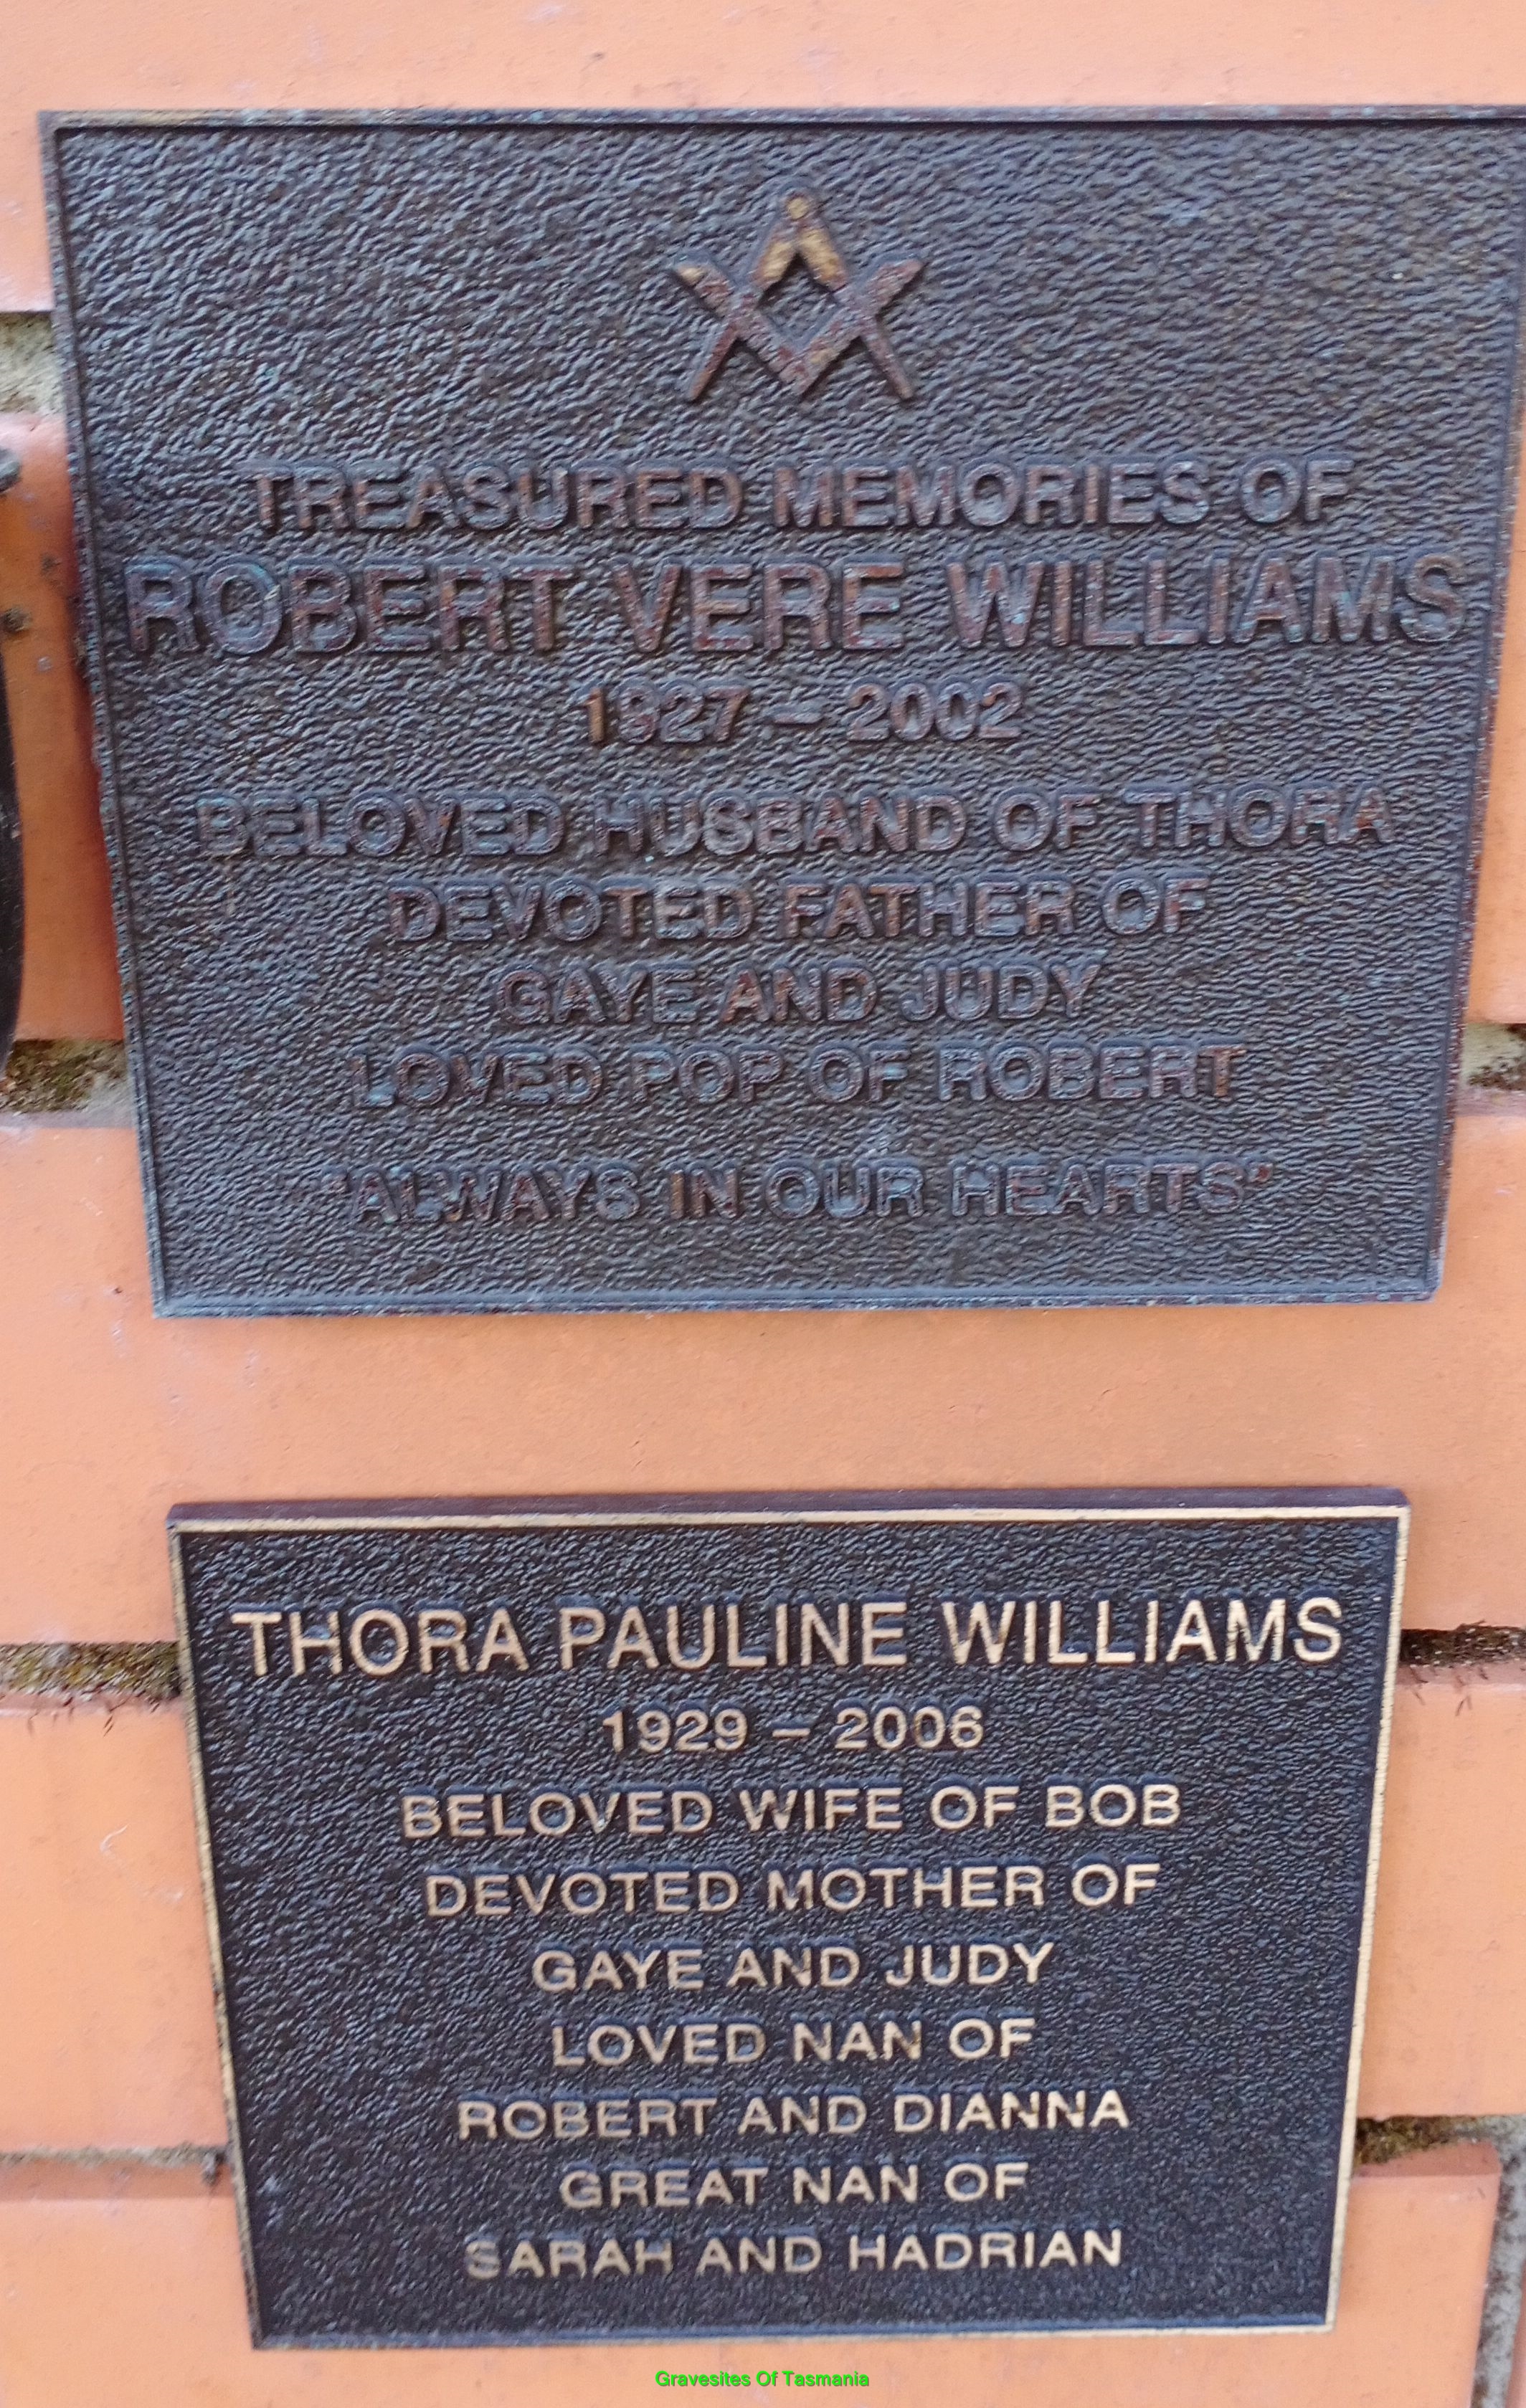 TREASURED MEMORIES OF
ROBERT VERE WILLIAMS
1927 – 2002
BELOVED HUSBAND OF THORA
DEVOTED FATHER OF
GAYE AND JUDY
LOVED POP OF ROBERT
"ALWAYS IN OUR HEARTS"
THORA PAULINE WILLIAMS
1929 – 2006
BELOVED WIFE OF BOB
DEVOTED MOTHER OF
GAYE AND JUDY
LOVED NAN OF
ROBERT AND DIANNA
GREAT NAN OF
SARAH AND HADRIAN
Gravesites Of Tasmania